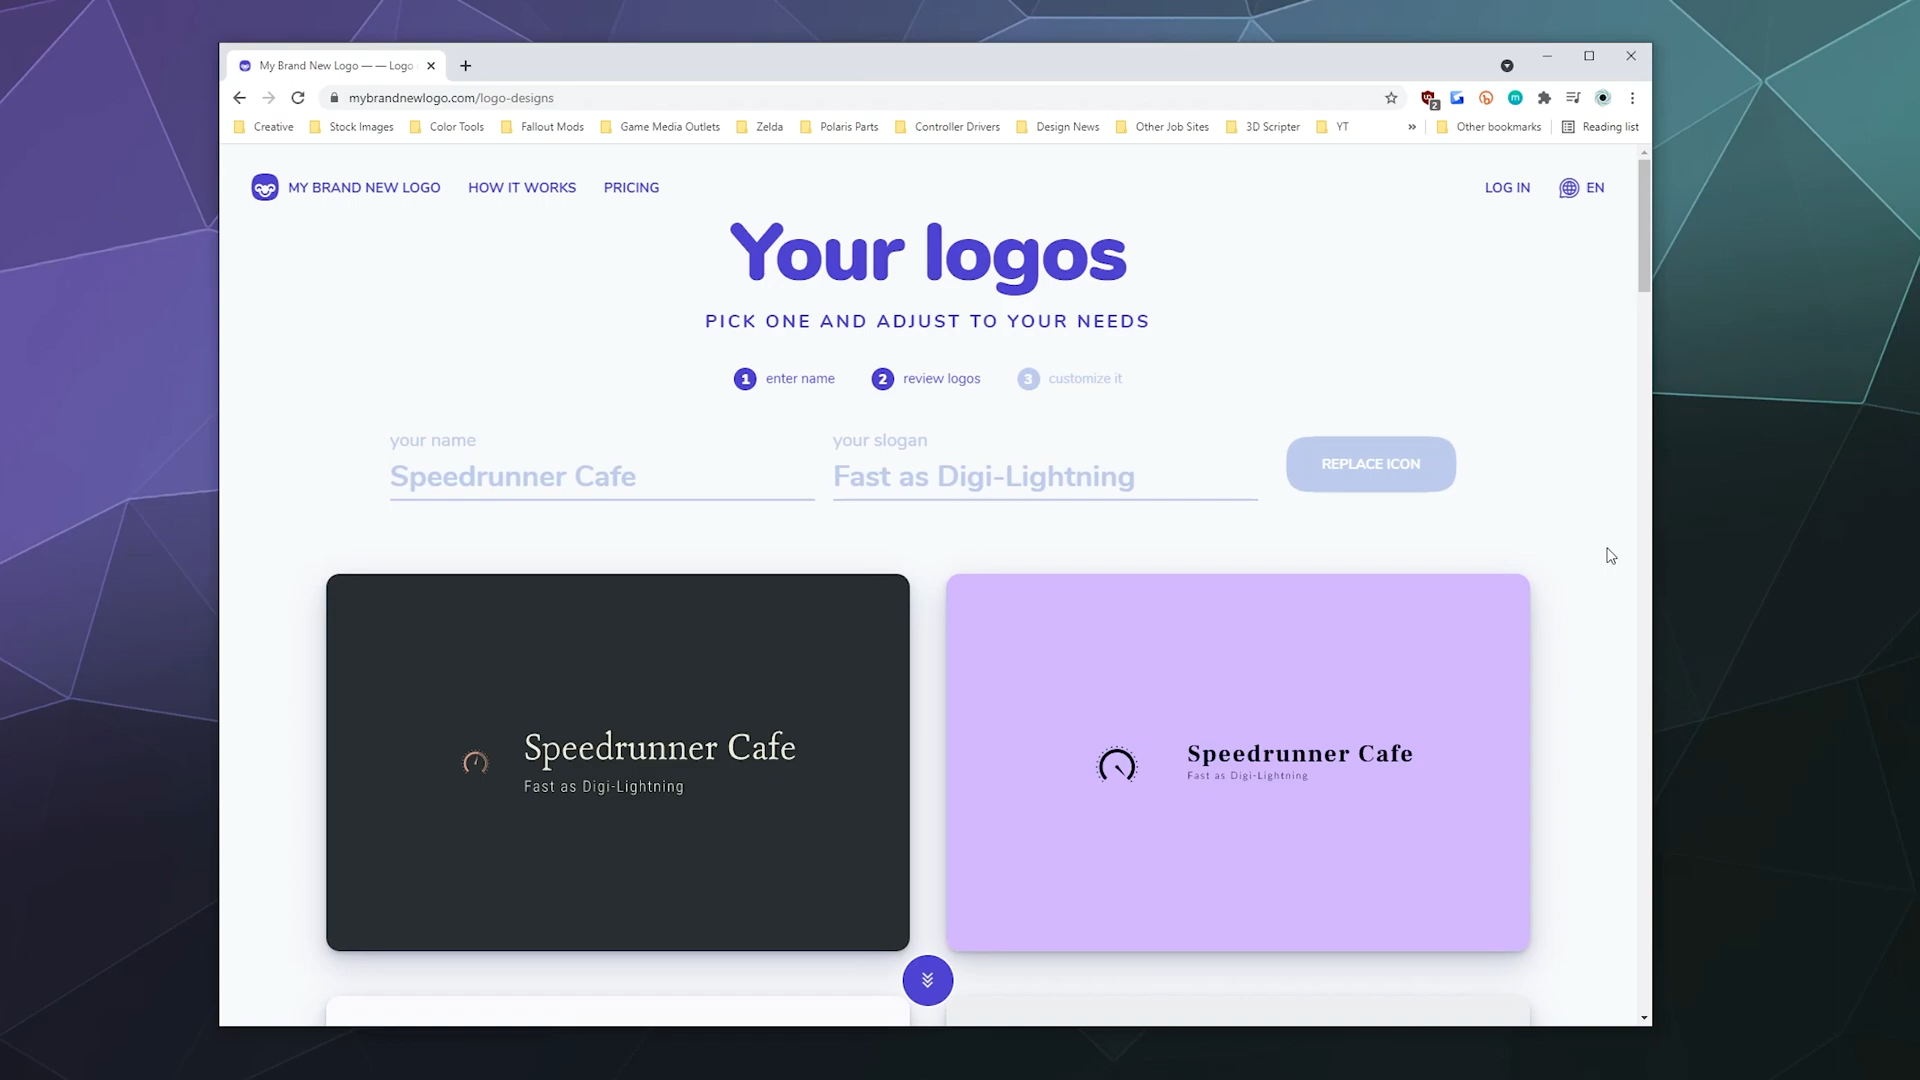 My Brand New Logo — — Logo
mybrandnewlogo.com/logo-designs
2
Creative Stock Images Color Tools Fallout Mods Game Media Outlets Zelda Polaris Parts Controller Drivers Design News Other Job Sites 3D Scripter YT » Other bookmarks Reading list
MY BRAND NEW LOGO HOW IT WORKS PRICING LOG IN EN
Your logos
PICK ONE AND ADJUST TO YOUR NEEDS
1 enter name 2 review logos 3 customize it
your name your slogan
Speedrunner Cafe Fast as Digi-Lightning REPLACE ICON
Speedrunner Cafe
Fast as Digi-Lightning
Speedrunner Cafe
Fast as Digi-Lightning